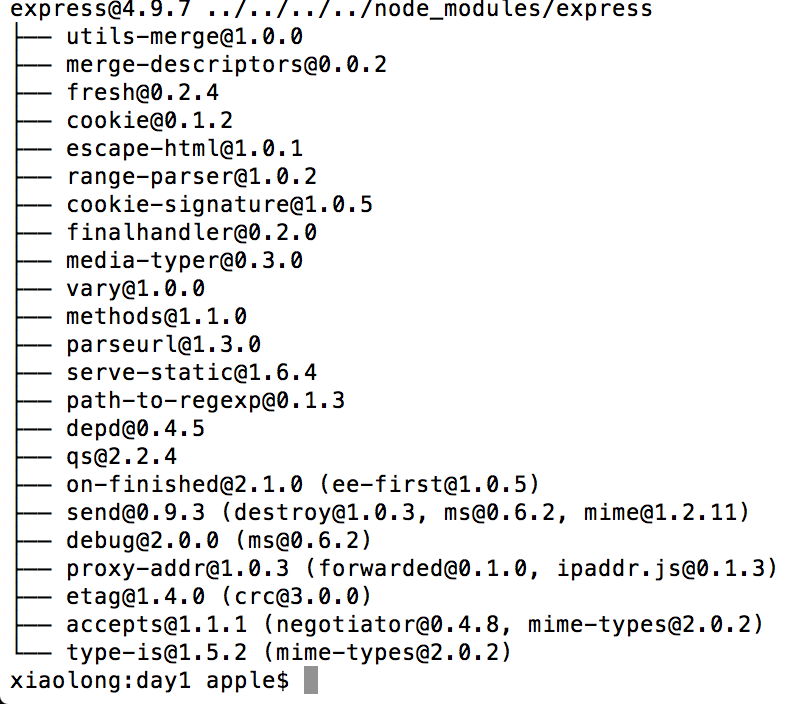 express@4.9.7 ../../../../node_modules/express
├── utils-merge@1.0.0
├── merge-descriptors@0.0.2
├── fresh@0.2.4
├── cookie@0.1.2
├── escape-html@1.0.1
├── range-parser@1.0.2
├── cookie-signature@1.0.5
├── finalhandler@0.2.0
├── media-typer@0.3.0
├── vary@1.0.0
├── methods@1.1.0
├── parseurl@1.3.0
├── serve-static@1.6.4
├── path-to-regexp@0.1.3
├── depd@0.4.5
├── qs@2.2.4
├── on-finished@2.1.0 (ee-first@1.0.5)
├── send@0.9.3 (destroy@1.0.3, ms@0.6.2, mime@1.2.11)
├── debug@2.0.0 (ms@0.6.2)
├── proxy-addr@1.0.3 (forwarded@0.1.0, ipaddr.js@0.1.3)
├── etag@1.4.0 (crc@3.0.0)
├── accepts@1.1.1 (negotiator@0.4.8, mime-types@2.0.2)
└── type-is@1.5.2 (mime-types@2.0.2)
xiaolong:day1 apple$